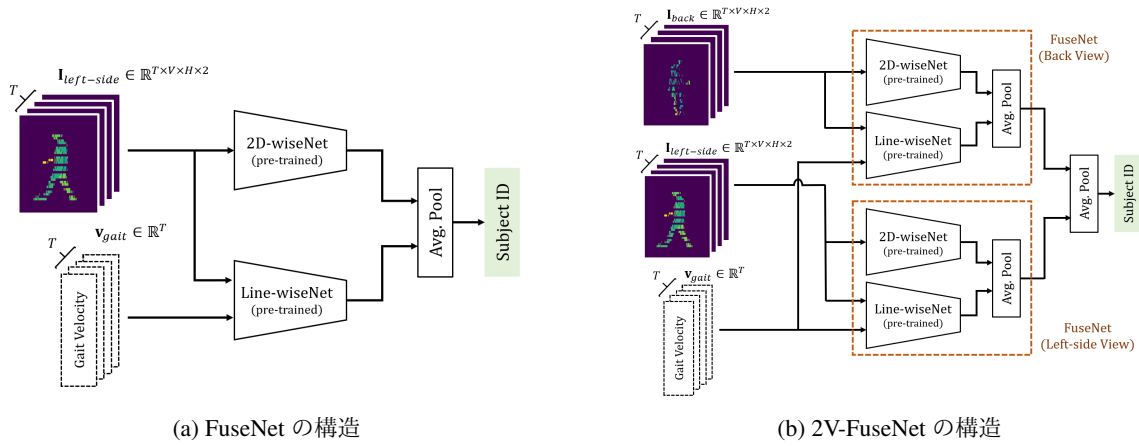 T
I_{left-side} ∈ ℝ^{T×V×H×2}
2D-wiseNet
(pre-trained)
T
v_{gait} ∈ ℝ^T
Gait Velocity
Line-wiseNet
(pre-trained)
Avg. Pool
Subject ID
(a) FuseNet の構造
T
I_{back} ∈ ℝ^{T×V×H×2}
FuseNet
(Back View)
2D-wiseNet
(pre-trained)
Line-wiseNet
(pre-trained)
Avg. Pool
T
I_{left-side} ∈ ℝ^{T×V×H×2}
2D-wiseNet
(pre-trained)
T
v_{gait} ∈ ℝ^T
Gait Velocity
Line-wiseNet
(pre-trained)
Avg. Pool
FuseNet
(Left-side View)
Avg. Pool
Subject ID
(b) 2V-FuseNet の構造